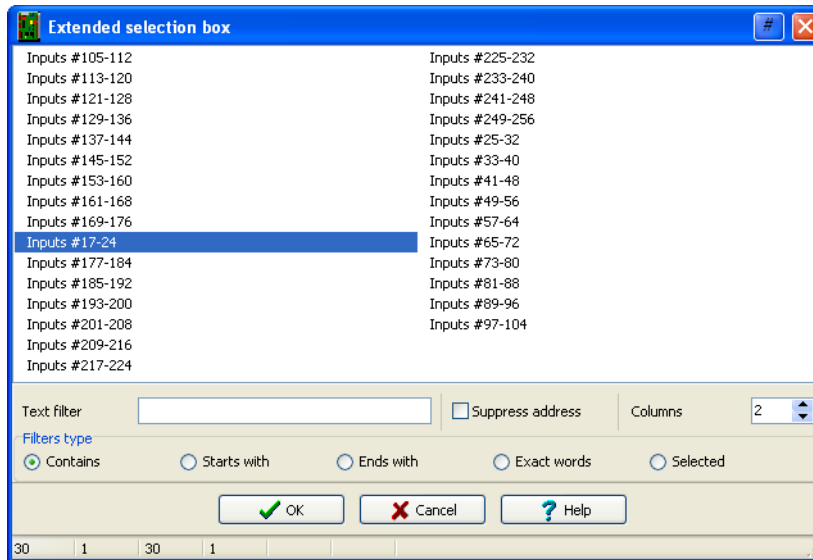 Extended selection box
#
Inputs #105-112
Inputs #113-120
Inputs #121-128
Inputs #129-136
Inputs #137-144
Inputs #145-152
Inputs #153-160
Inputs #161-168
Inputs #169-176
Inputs #17-24
Inputs #177-184
Inputs #185-192
Inputs #193-200
Inputs #201-208
Inputs #209-216
Inputs #217-224
Inputs #225-232
Inputs #233-240
Inputs #241-248
Inputs #249-256
Inputs #25-32
Inputs #33-40
Inputs #41-48
Inputs #49-56
Inputs #57-64
Inputs #65-72
Inputs #73-80
Inputs #81-88
Inputs #89-96
Inputs #97-104
Text filter Suppress address Columns 2
Filters type
Contains Starts with Ends with Exact words Selected
OK Cancel ? Help
30 1 30 1